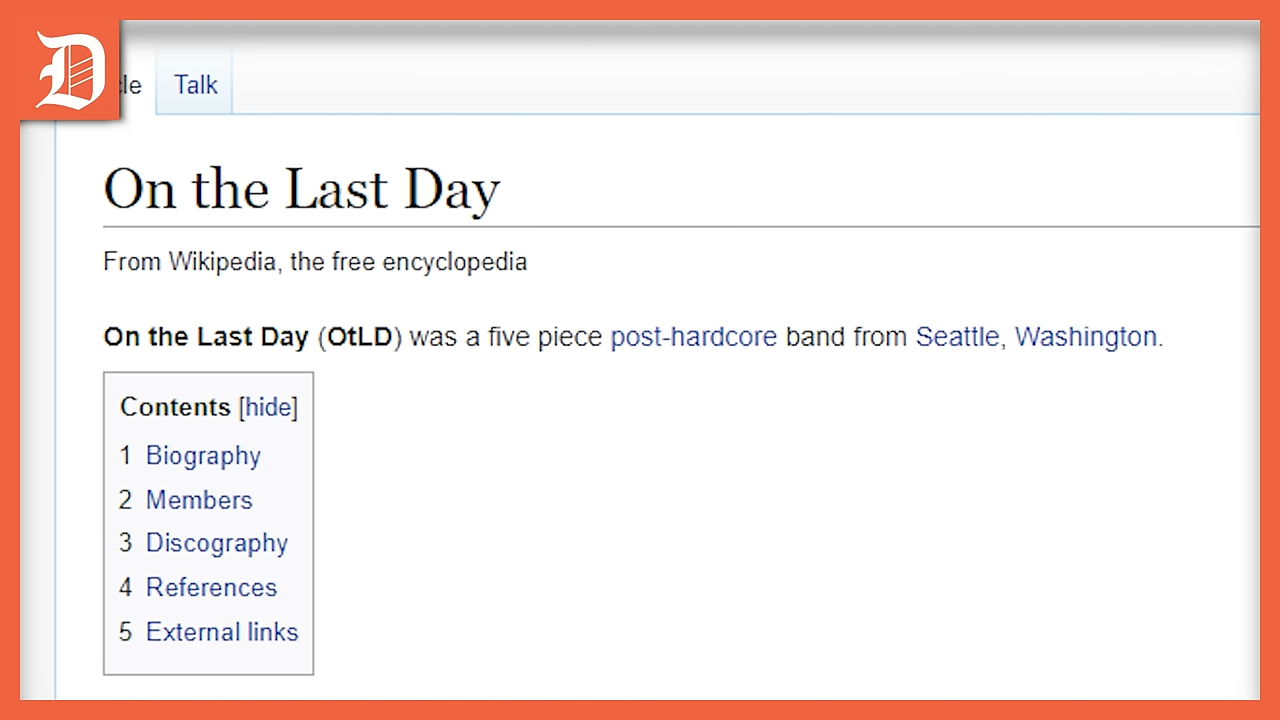 D
cle Talk
On the Last Day
From Wikipedia, the free encyclopedia
On the Last Day (OtLD) was a five piece post-hardcore band from Seattle, Washington.
Contents [hide]
1 Biography
2 Members
3 Discography
4 References
5 External links